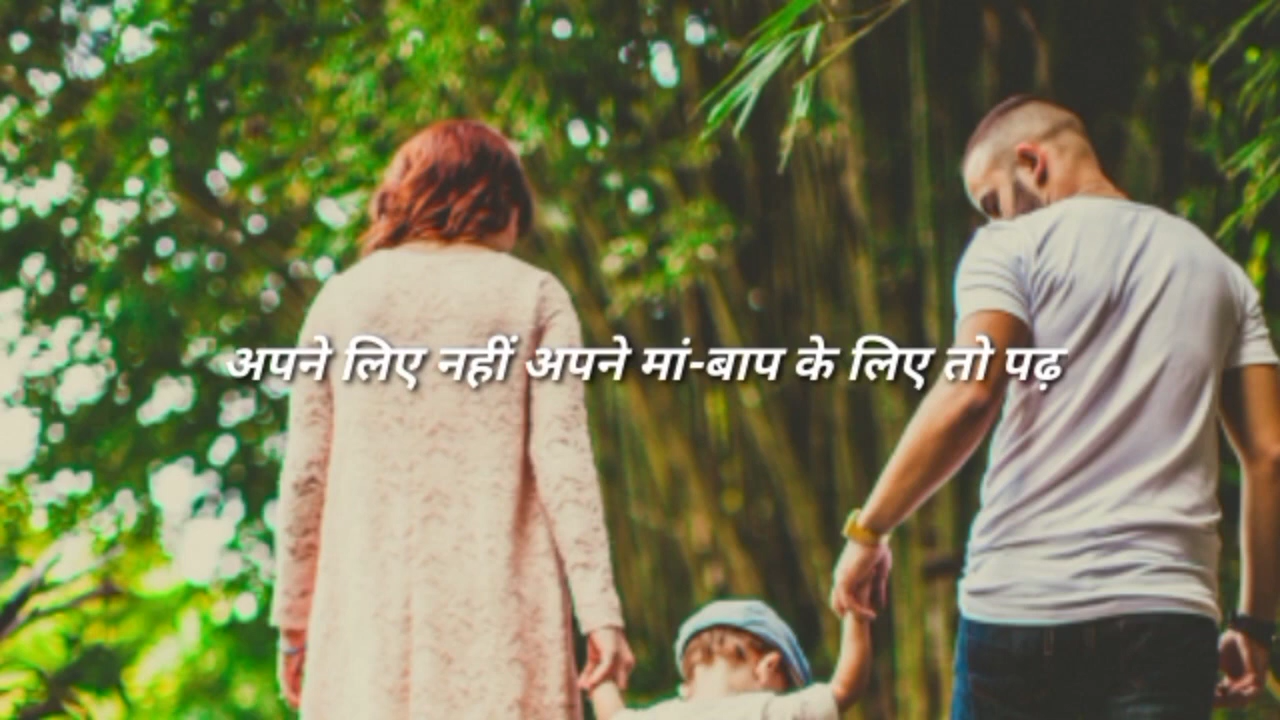 अपने लिए नहीं अपने मां-बाप के लिए तो पढ़